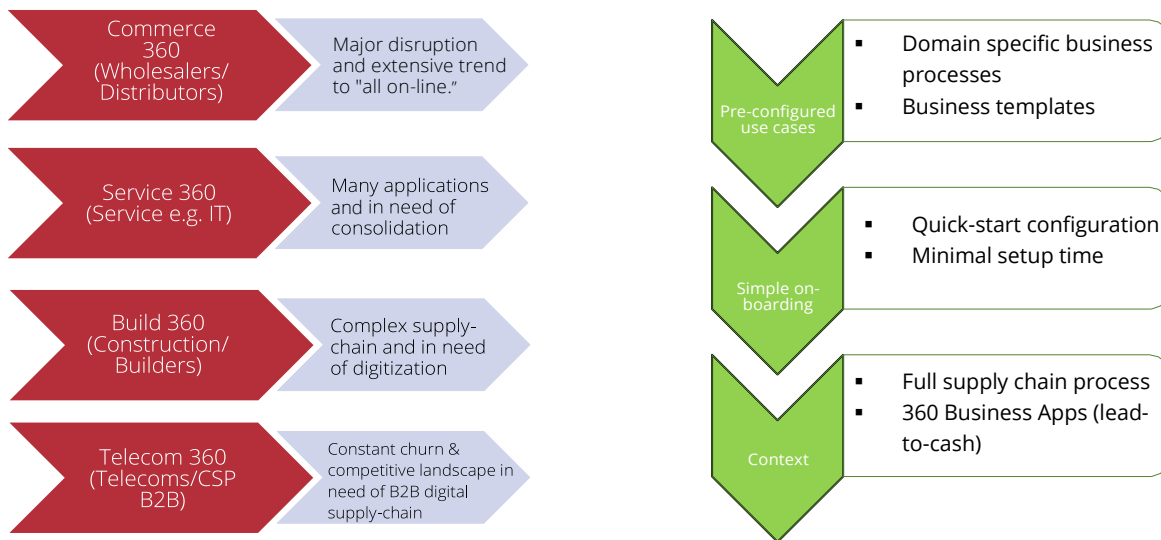 Commerce
360
(Wholesalers/
Distributors)
Major disruption
and extensive trend
to "all on-line.”
Service 360
(Service e.g. IT)
Many applications
and in need of
consolidation
Build 360
(Construction/
Builders)
Complex supply-
chain and in need
of digitization
Telecom 360
(Telecoms/CSP
B2B)
Constant churn &
competitive landscape in
need of B2B digital
supply-chain
Pre-configured
use cases
▪ Domain specific business
processes
▪ Business templates
Simple on-
boarding
▪ Quick-start configuration
▪ Minimal setup time
Context
▪ Full supply chain process
▪ 360 Business Apps (lead-
to-cash)